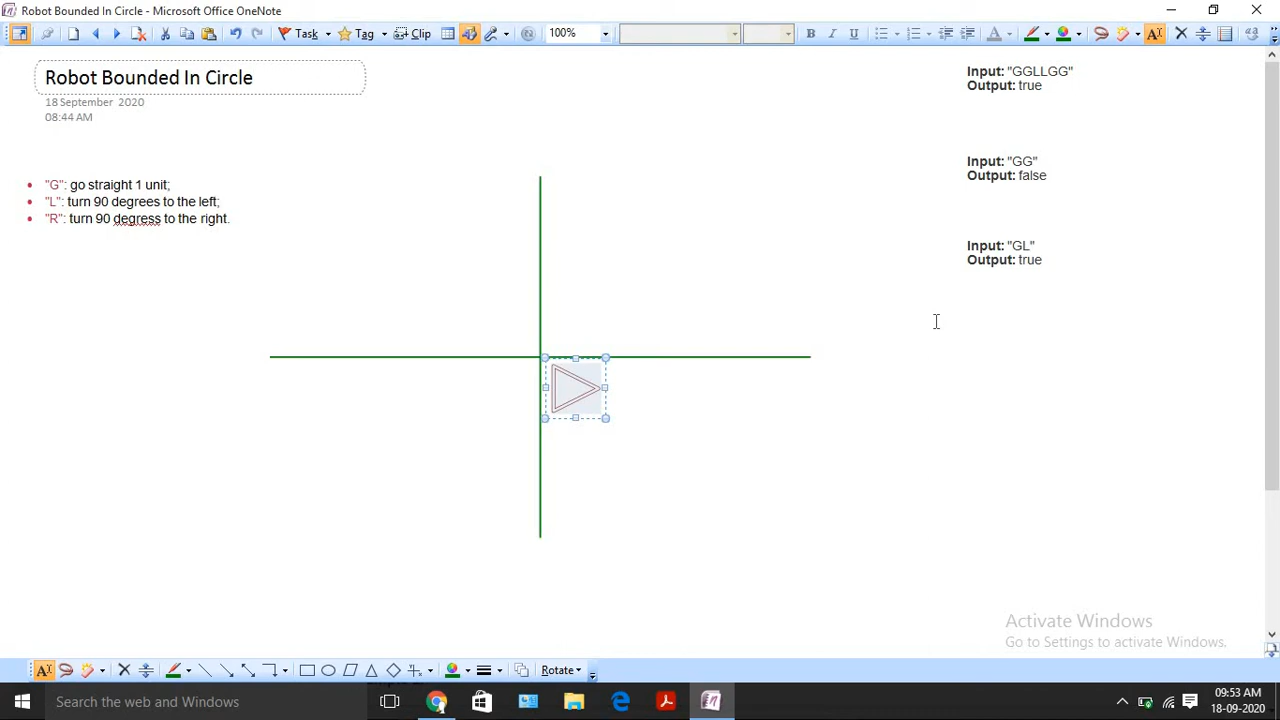 Robot Bounded In Circle - Microsoft Office OneNote
Task Tag Clip 100% B I U
Robot Bounded In Circle
18 September 2020
08:44 AM
"G": go straight 1 unit;
"L": turn 90 degrees to the left;
"R": turn 90 degress to the right.
Input: "GGLLGG"
Output: true
Input: "GG"
Output: false
Input: "GL"
Output: true
Activate Windows
Go to Settings to activate Windows.
Rotate
Search the web and Windows
09:53 AM
18-09-2020